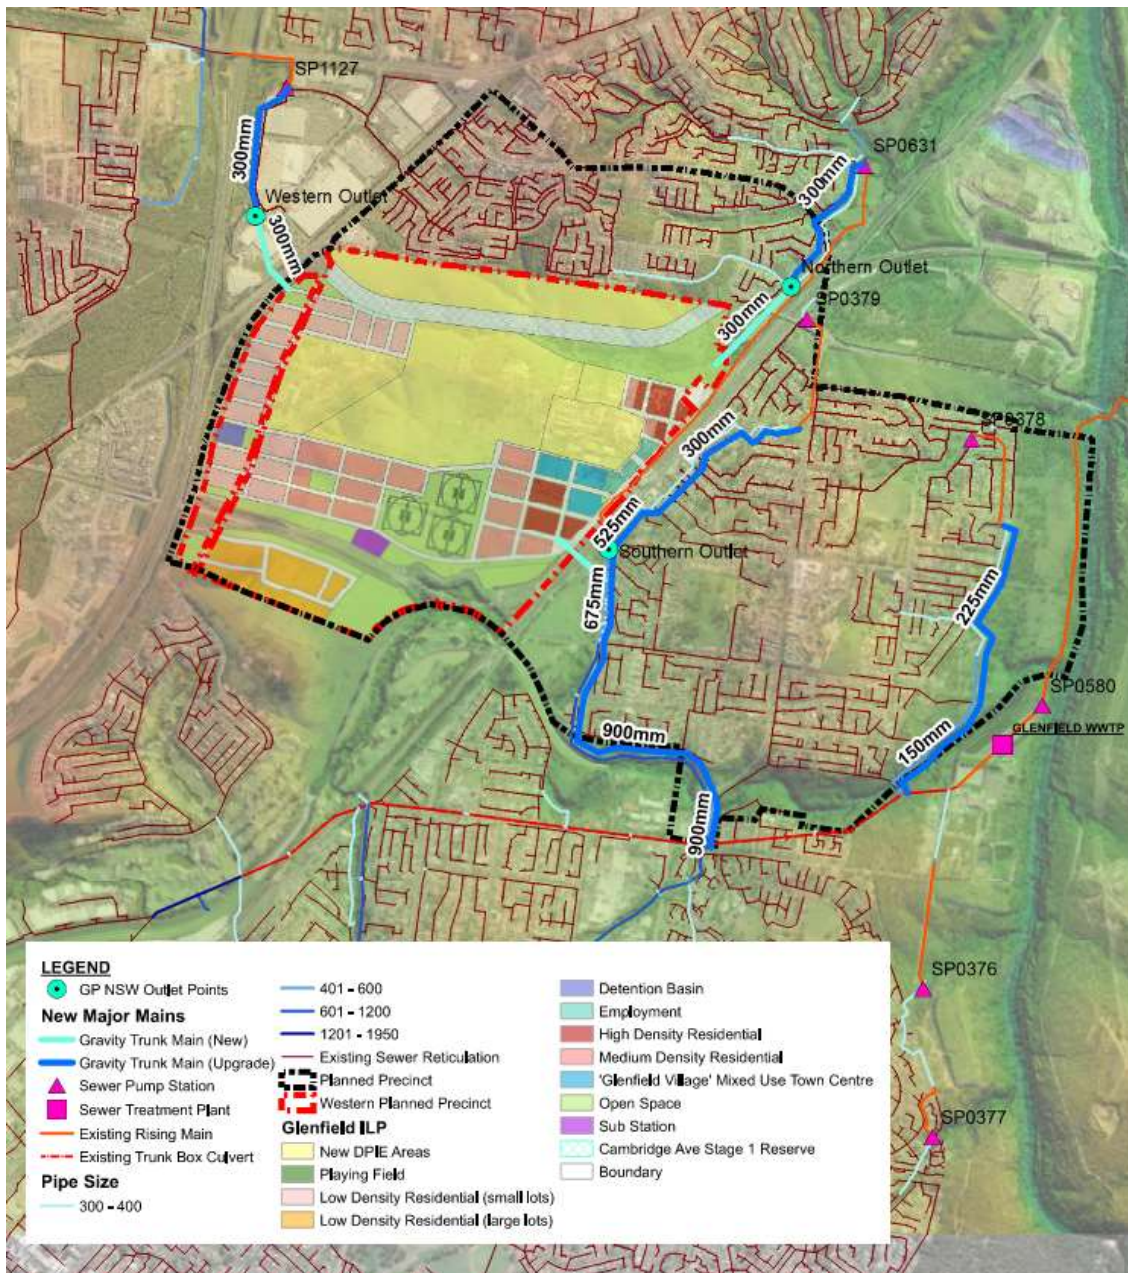 SP1127
300mm
Western Outlet
300mm
SP0631
300mm
Northern Outlet
SP0379
300mm
300mm
525mm
Southern Outlet
675mm
SP0378
225mm
SP0580
GLENFIELD WWTP
900mm
150mm
900mm
SP0376
SP0377
LEGEND
GP NSW Outlet Points
New Major Mains
Gravity Trunk Main (New)
Gravity Trunk Main (Upgrade)
Sewer Pump Station
Sewer Treatment Plant
Existing Rising Main
Existing Trunk Box Culvert
Pipe Size
300 - 400
401 - 600
601 - 1200
1201 - 1950
Existing Sewer Reticulation
Planned Precinct
Western Planned Precinct
Glenfield ILP
New DPIE Areas
Playing Field
Low Density Residential (small lots)
Low Density Residential (large lots)
Detention Basin
Employment
High Density Residential
Medium Density Residential
'Glenfield Village' Mixed Use Town Centre
Open Space
Sub Station
Cambridge Ave Stage 1 Reserve
Boundary